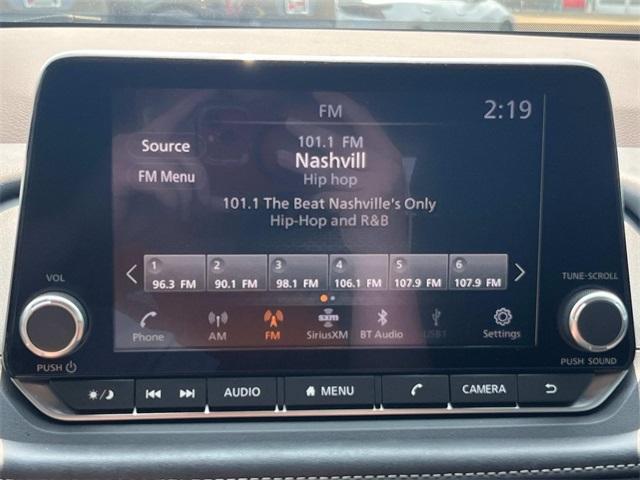 FM 2:19
Source
FM Menu
101.1 FM
Nashvill
Hip hop
101.1 The Beat Nashville's Only
Hip-Hop and R&B
1 2 3 4 5 6
96.3 FM 90.1 FM 98.1 FM 106.1 FM 107.9 FM 107.9 FM
VOL
TUNE·SCROLL
sxm
Phone AM FM SiriusXM BT Audio Settings
PUSH
PUSH SOUND
AUDIO MENU CAMERA